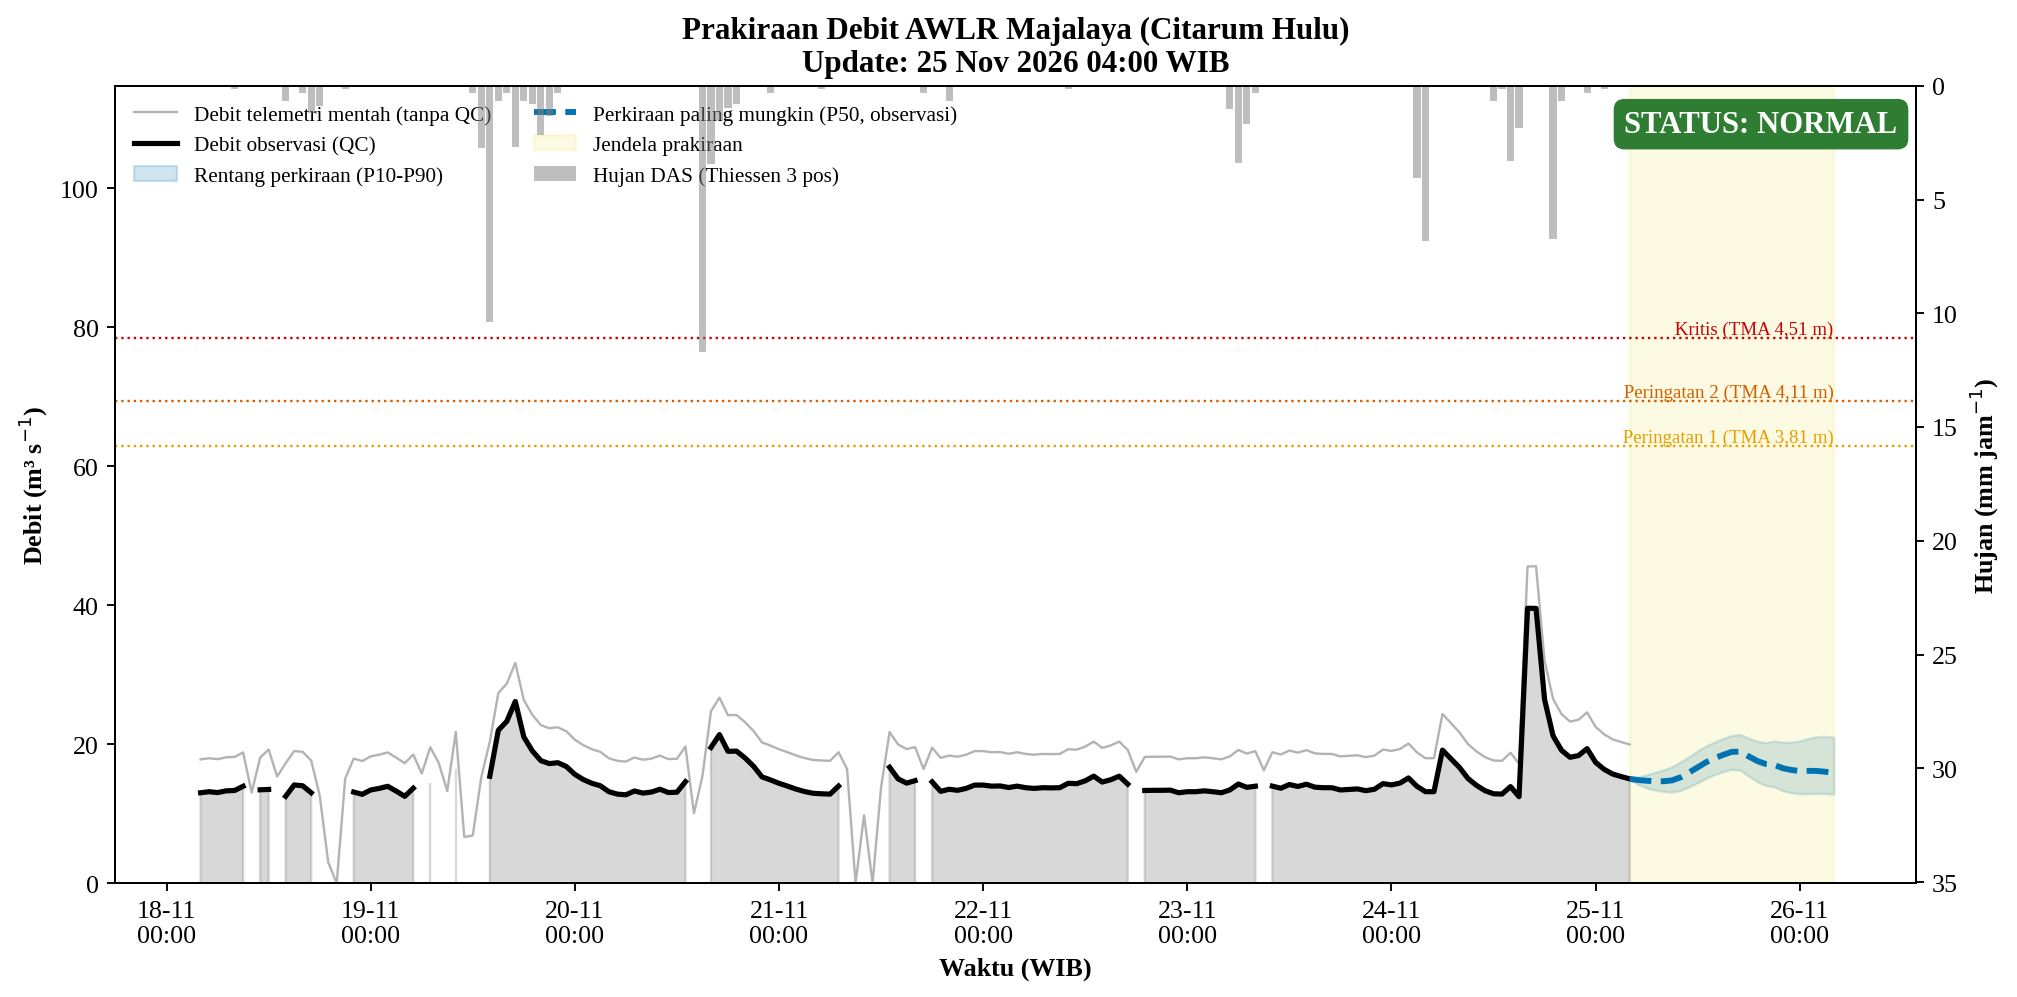 Prakiraan Debit AWLR Majalaya (Citarum Hulu)
Update: 25 Nov 2026 04:00 WIB
Debit telemetri mentah (tanpa QC)
Debit observasi (QC)
Rentang perkiraan (P10-P90)
Perkiraan paling mungkin (P50, observasi)
Jendela prakiraan
Hujan DAS (Thiessen 3 pos)
STATUS: NORMAL
Kritis (TMA 4,51 m)
Peringatan 2 (TMA 4,11 m)
Peringatan 1 (TMA 3,81 m)
Debit (m³ s⁻¹)
100
80
60
40
20
0
Hujan (mm jam⁻¹)
0
5
10
15
20
25
30
35
18-11
00:00
19-11
00:00
20-11
00:00
21-11
00:00
22-11
00:00
23-11
00:00
24-11
00:00
25-11
00:00
26-11
00:00
Waktu (WIB)